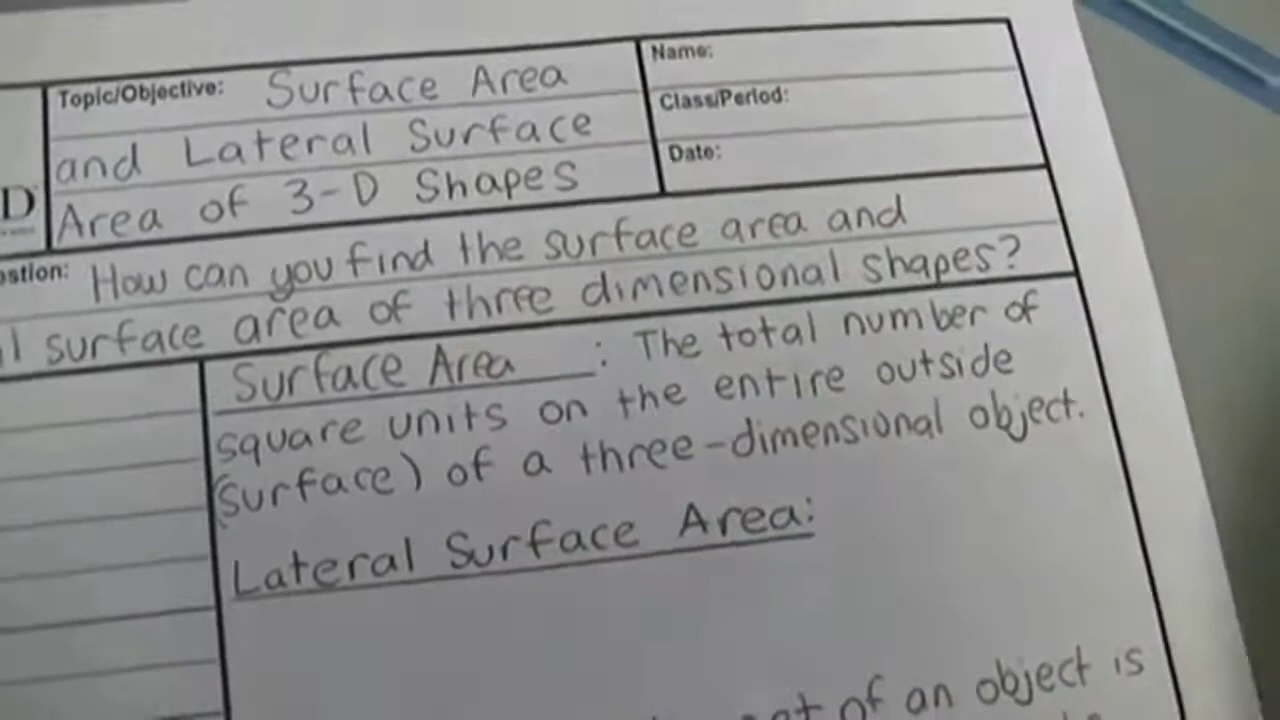 Topic/Objective: Surface Area
and Lateral Surface
Area of 3-D Shapes
Name:
Class/Period:
Date:
D
How can you find the surface area and
surface area of three dimensional shapes?
Surface Area : The total number of
square units on the entire outside
(surface) of a three-dimensional object.
Lateral Surface Area:
of an object is